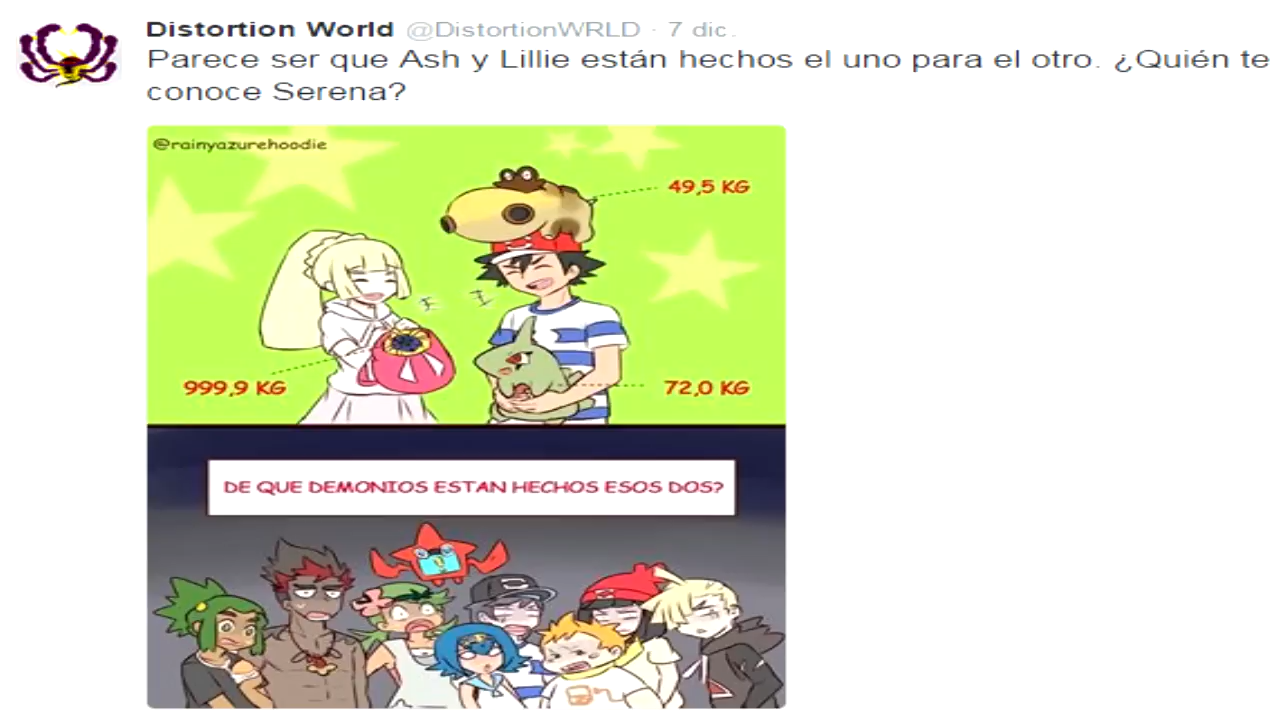 Distortion World @DistortionWRLD · 7 dic.
Parece ser que Ash y Lillie están hechos el uno para el otro. ¿Quién te
conoce Serena?
@rainyazurehoodie
49,5 KG
999,9 KG
72,0 KG
DE QUE DEMONIOS ESTAN HECHOS ESOS DOS?